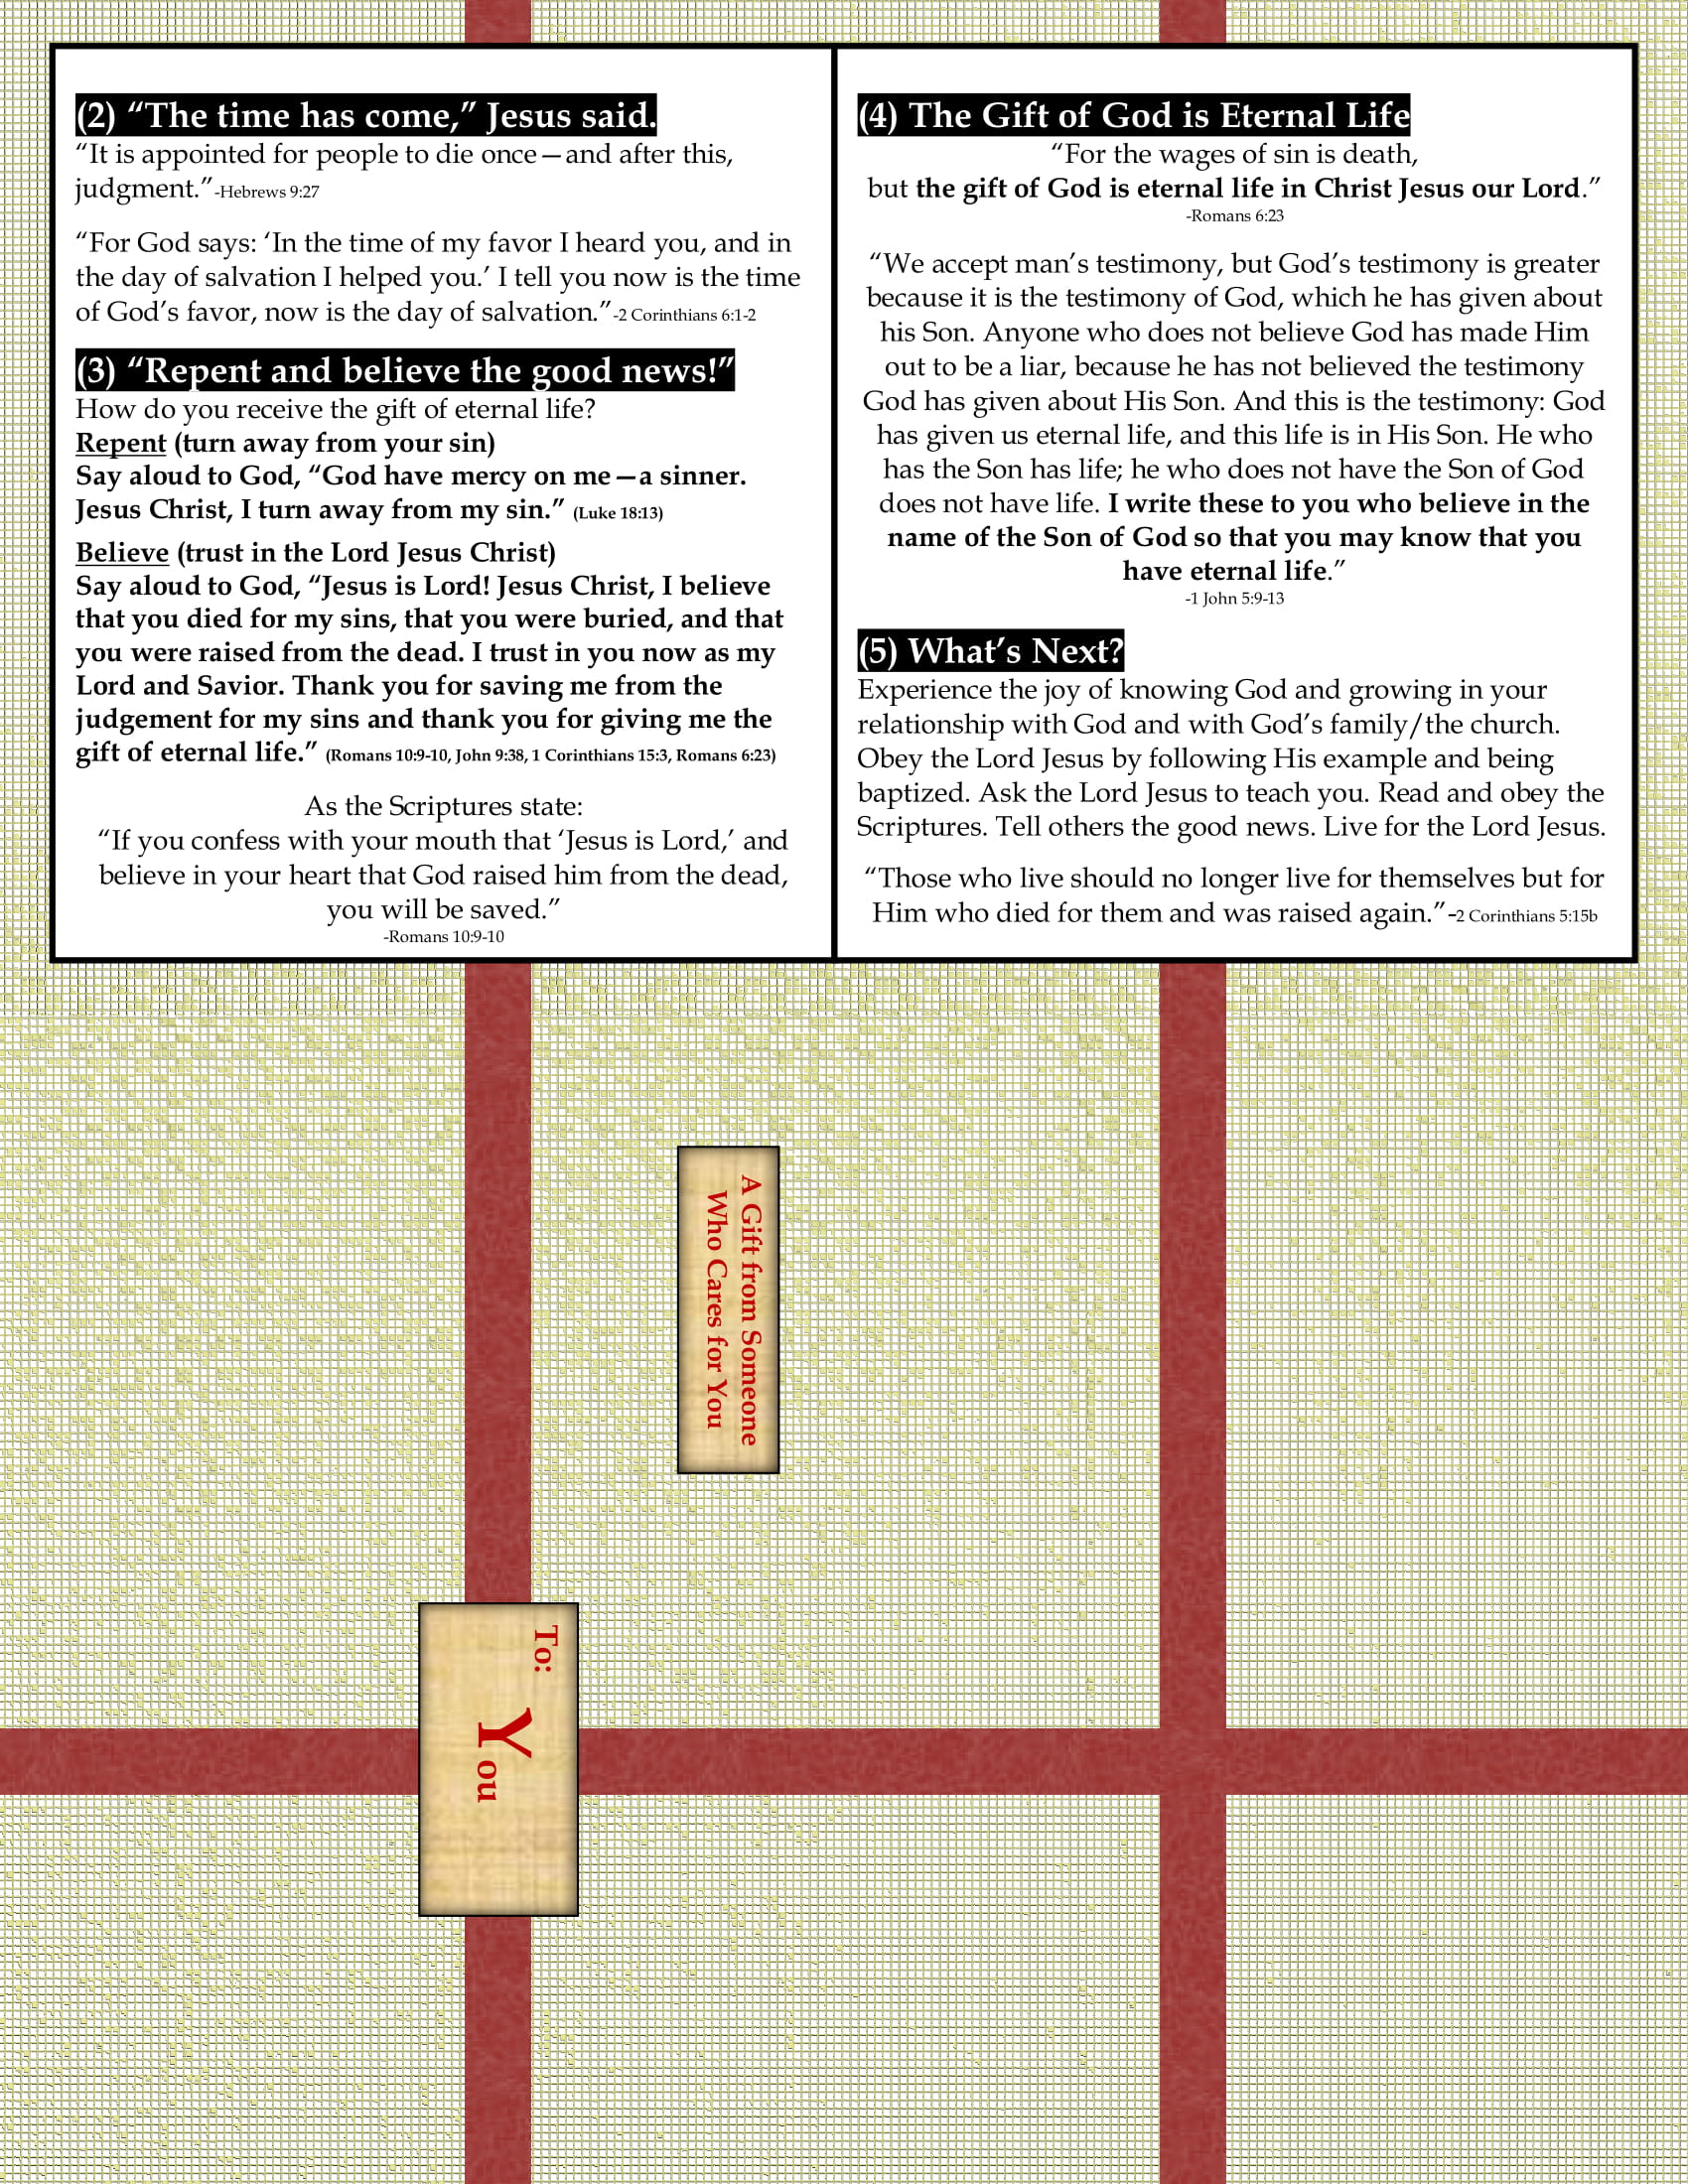 (2) “The time has come,” Jesus said.
“It is appointed for people to die once—and after this,
judgment.”-Hebrews 9:27
“For God says: ‘In the time of my favor I heard you, and in
the day of salvation I helped you.’ I tell you now is the time
of God’s favor, now is the day of salvation.”-2 Corinthians 6:1-2
(3) “Repent and believe the good news!”
How do you receive the gift of eternal life?
Repent (turn away from your sin)
Say aloud to God, “God have mercy on me—a sinner.
Jesus Christ, I turn away from my sin.” (Luke 18:13)
Believe (trust in the Lord Jesus Christ)
Say aloud to God, “Jesus is Lord! Jesus Christ, I believe
that you died for my sins, that you were buried, and that
you were raised from the dead. I trust in you now as my
Lord and Savior. Thank you for saving me from the
judgement for my sins and thank you for giving me the
gift of eternal life.” (Romans 10:9-10, John 9:38, 1 Corinthians 15:3, Romans 6:23)
As the Scriptures state:
“If you confess with your mouth that ‘Jesus is Lord,’ and
believe in your heart that God raised him from the dead,
you will be saved.”
-Romans 10:9-10
(4) The Gift of God is Eternal Life
“For the wages of sin is death,
but the gift of God is eternal life in Christ Jesus our Lord.”
-Romans 6:23
“We accept man’s testimony, but God’s testimony is greater
because it is the testimony of God, which he has given about
his Son. Anyone who does not believe God has made Him
out to be a liar, because he has not believed the testimony
God has given about His Son. And this is the testimony: God
has given us eternal life, and this life is in His Son. He who
has the Son has life; he who does not have the Son of God
does not have life. I write these to you who believe in the
name of the Son of God so that you may know that you
have eternal life.”
-1 John 5:9-13
(5) What’s Next?
Experience the joy of knowing God and growing in your
relationship with God and with God’s family/the church.
Obey the Lord Jesus by following His example and being
baptized. Ask the Lord Jesus to teach you. Read and obey the
Scriptures. Tell others the good news. Live for the Lord Jesus.
“Those who live should no longer live for themselves but for
Him who died for them and was raised again.”-2 Corinthians 5:15b
A Gift from Someone
Who Cares for You
To:
You